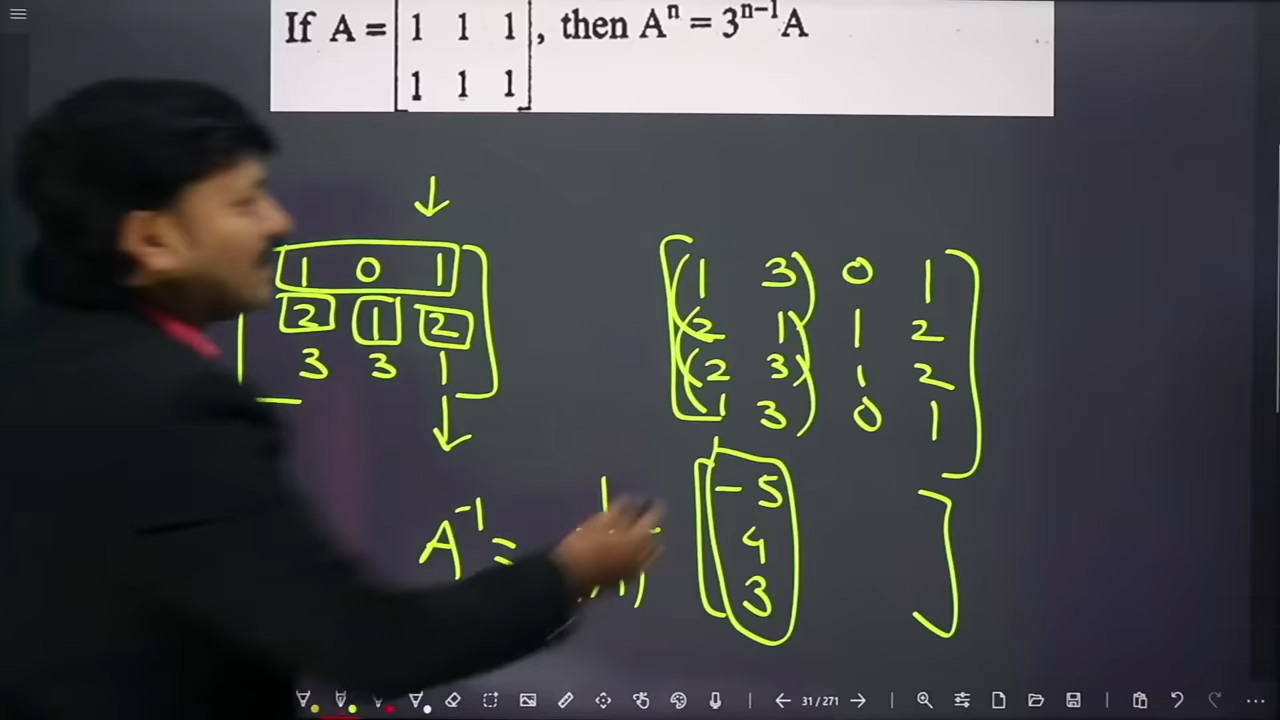 If A = 1 1 1 , then Aⁿ = 3ⁿ⁻¹A
1 1 1
1 0 1
2 1 2
3 3 1
1 3 0 1
2 1 1 2
2 3 1 2
1 3 0 1
A⁻¹ =
- 5
4
3
31 / 271